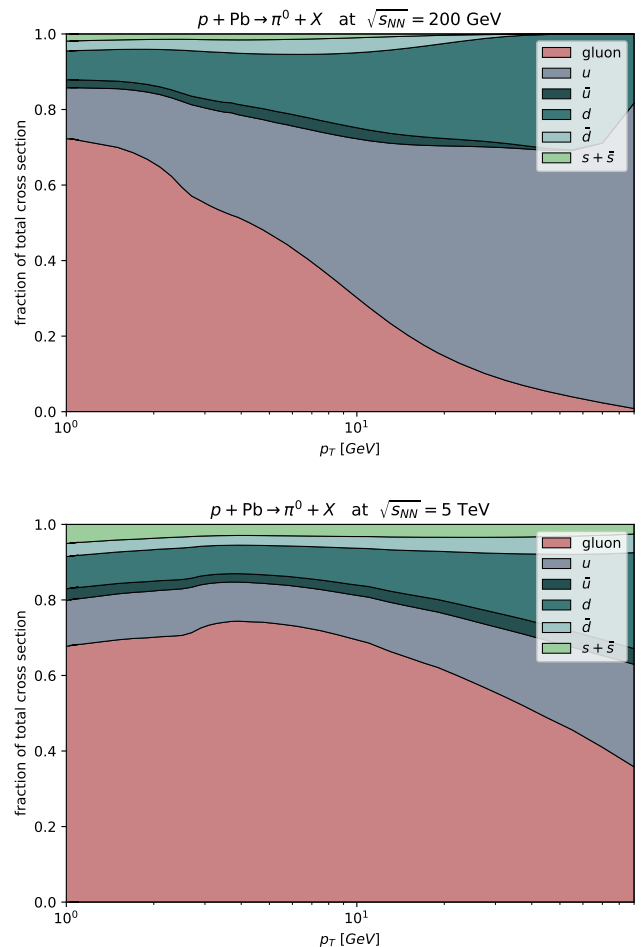 p + Pb → π⁰ + X at √s_NN = 200 GeV
1.0
0.8
0.6
0.4
0.2
0.0
fraction of total cross section
gluon
u
ū
d
d̄
s + s̄
10⁰
10¹
p_T [GeV]
p + Pb → π⁰ + X at √s_NN = 5 TeV
1.0
0.8
0.6
0.4
0.2
0.0
fraction of total cross section
gluon
u
ū
d
d̄
s + s̄
10⁰
10¹
p_T [GeV]